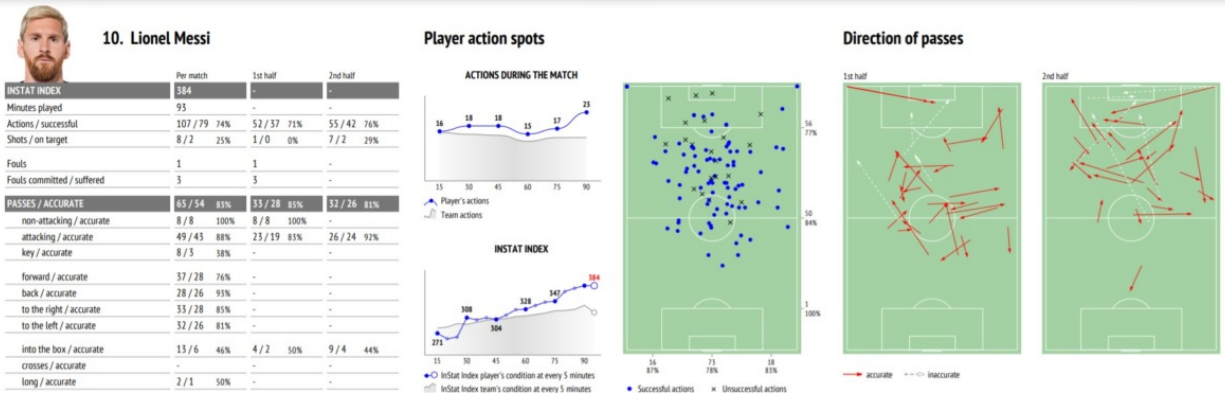 10. Lionel Messi
Per match 1st half 2nd half
INSTAT INDEX 384 - -
Minutes played 93 - -
Actions / successful 107 / 79 74% 52 / 37 71% 55 / 42 76%
Shots / on target 8 / 2 25% 1 / 0 0% 7 / 2 29%
Fouls 1 1 -
Fouls committed / suffered 3 3 -
PASSES / ACCURATE 65 / 54 83% 33 / 28 85% 32 / 26 81%
non-attacking / accurate 8 / 8 100% 8 / 8 100% -
attacking / accurate 49 / 43 88% 23 / 19 83% 26 / 24 92%
key / accurate 8 / 3 38% - -
forward / accurate 37 / 28 76% - -
back / accurate 28 / 26 93% - -
to the right / accurate 33 / 28 85% - -
to the left / accurate 32 / 26 81% - -
into the box / accurate 13 / 6 46% 4 / 2 50% 9 / 4 44%
crosses / accurate - - -
long / accurate 2 / 1 50% - -
Player action spots
ACTIONS DURING THE MATCH
16 18 18 15 17 23
15 30 45 60 75 90
Player's actions
Team actions
INSTAT INDEX
271 308 304 328 347 384
15 30 45 60 75 90
InStat Index player's condition at every 5 minutes
InStat Index team's condition at every 5 minutes
56
77%
50
84%
1
100%
16 73 18
87% 78% 83%
Successful actions Unsuccessful actions
Direction of passes
1st half 2nd half
accurate inaccurate